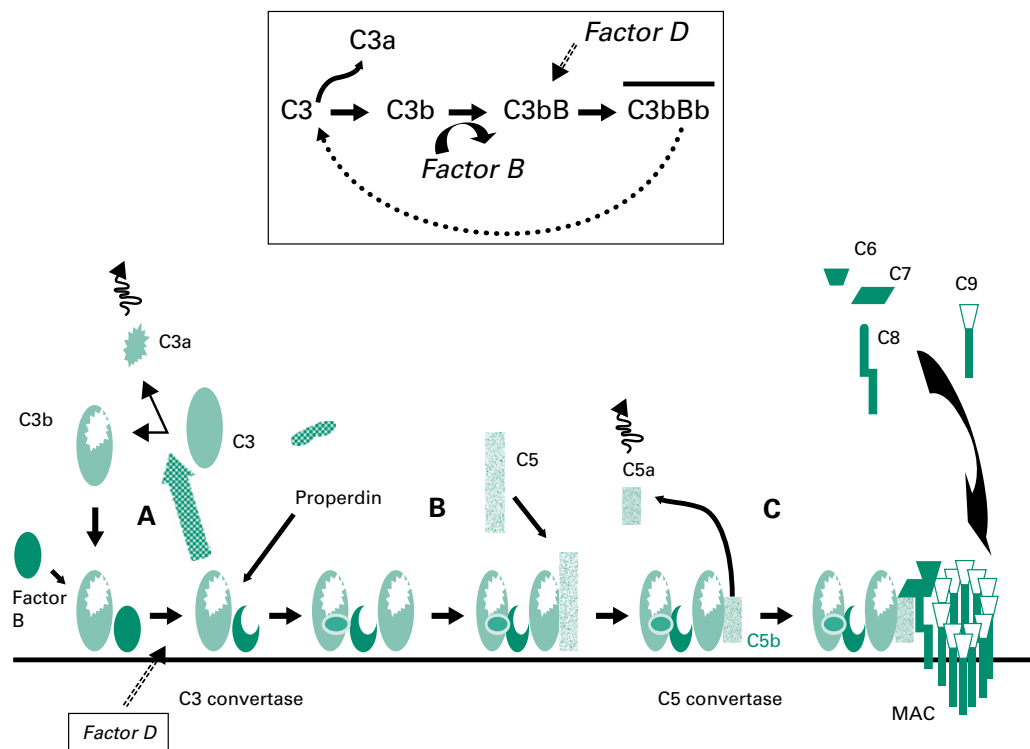 C3a
Factor D
C3
C3b
C3bB
C3bBb
Factor B
C6
C7
C9
C8
C3a
C3b
C3
C5
C5a
Properdin
A
B
C
Factor
B
C5b
C3 convertase
C5 convertase
MAC
Factor D